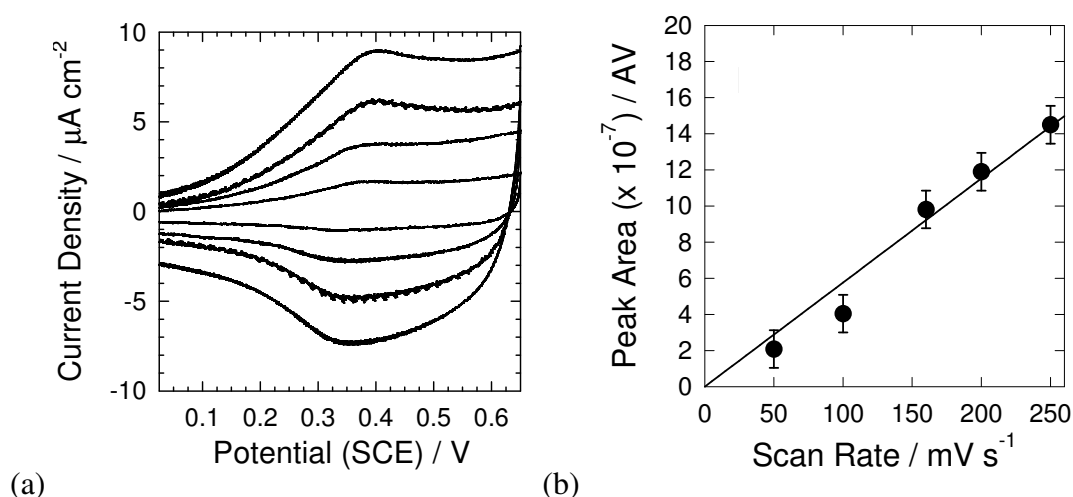 10
5
0
-5
-10
Current Density / μA cm⁻²
0.1 0.2 0.3 0.4 0.5 0.6
Potential (SCE) / V
(a)
20
18
16
14
12
10
8
6
4
2
0
Peak Area (x 10⁻⁷) / AV
0 50 100 150 200 250
Scan Rate / mV s⁻¹
(b)